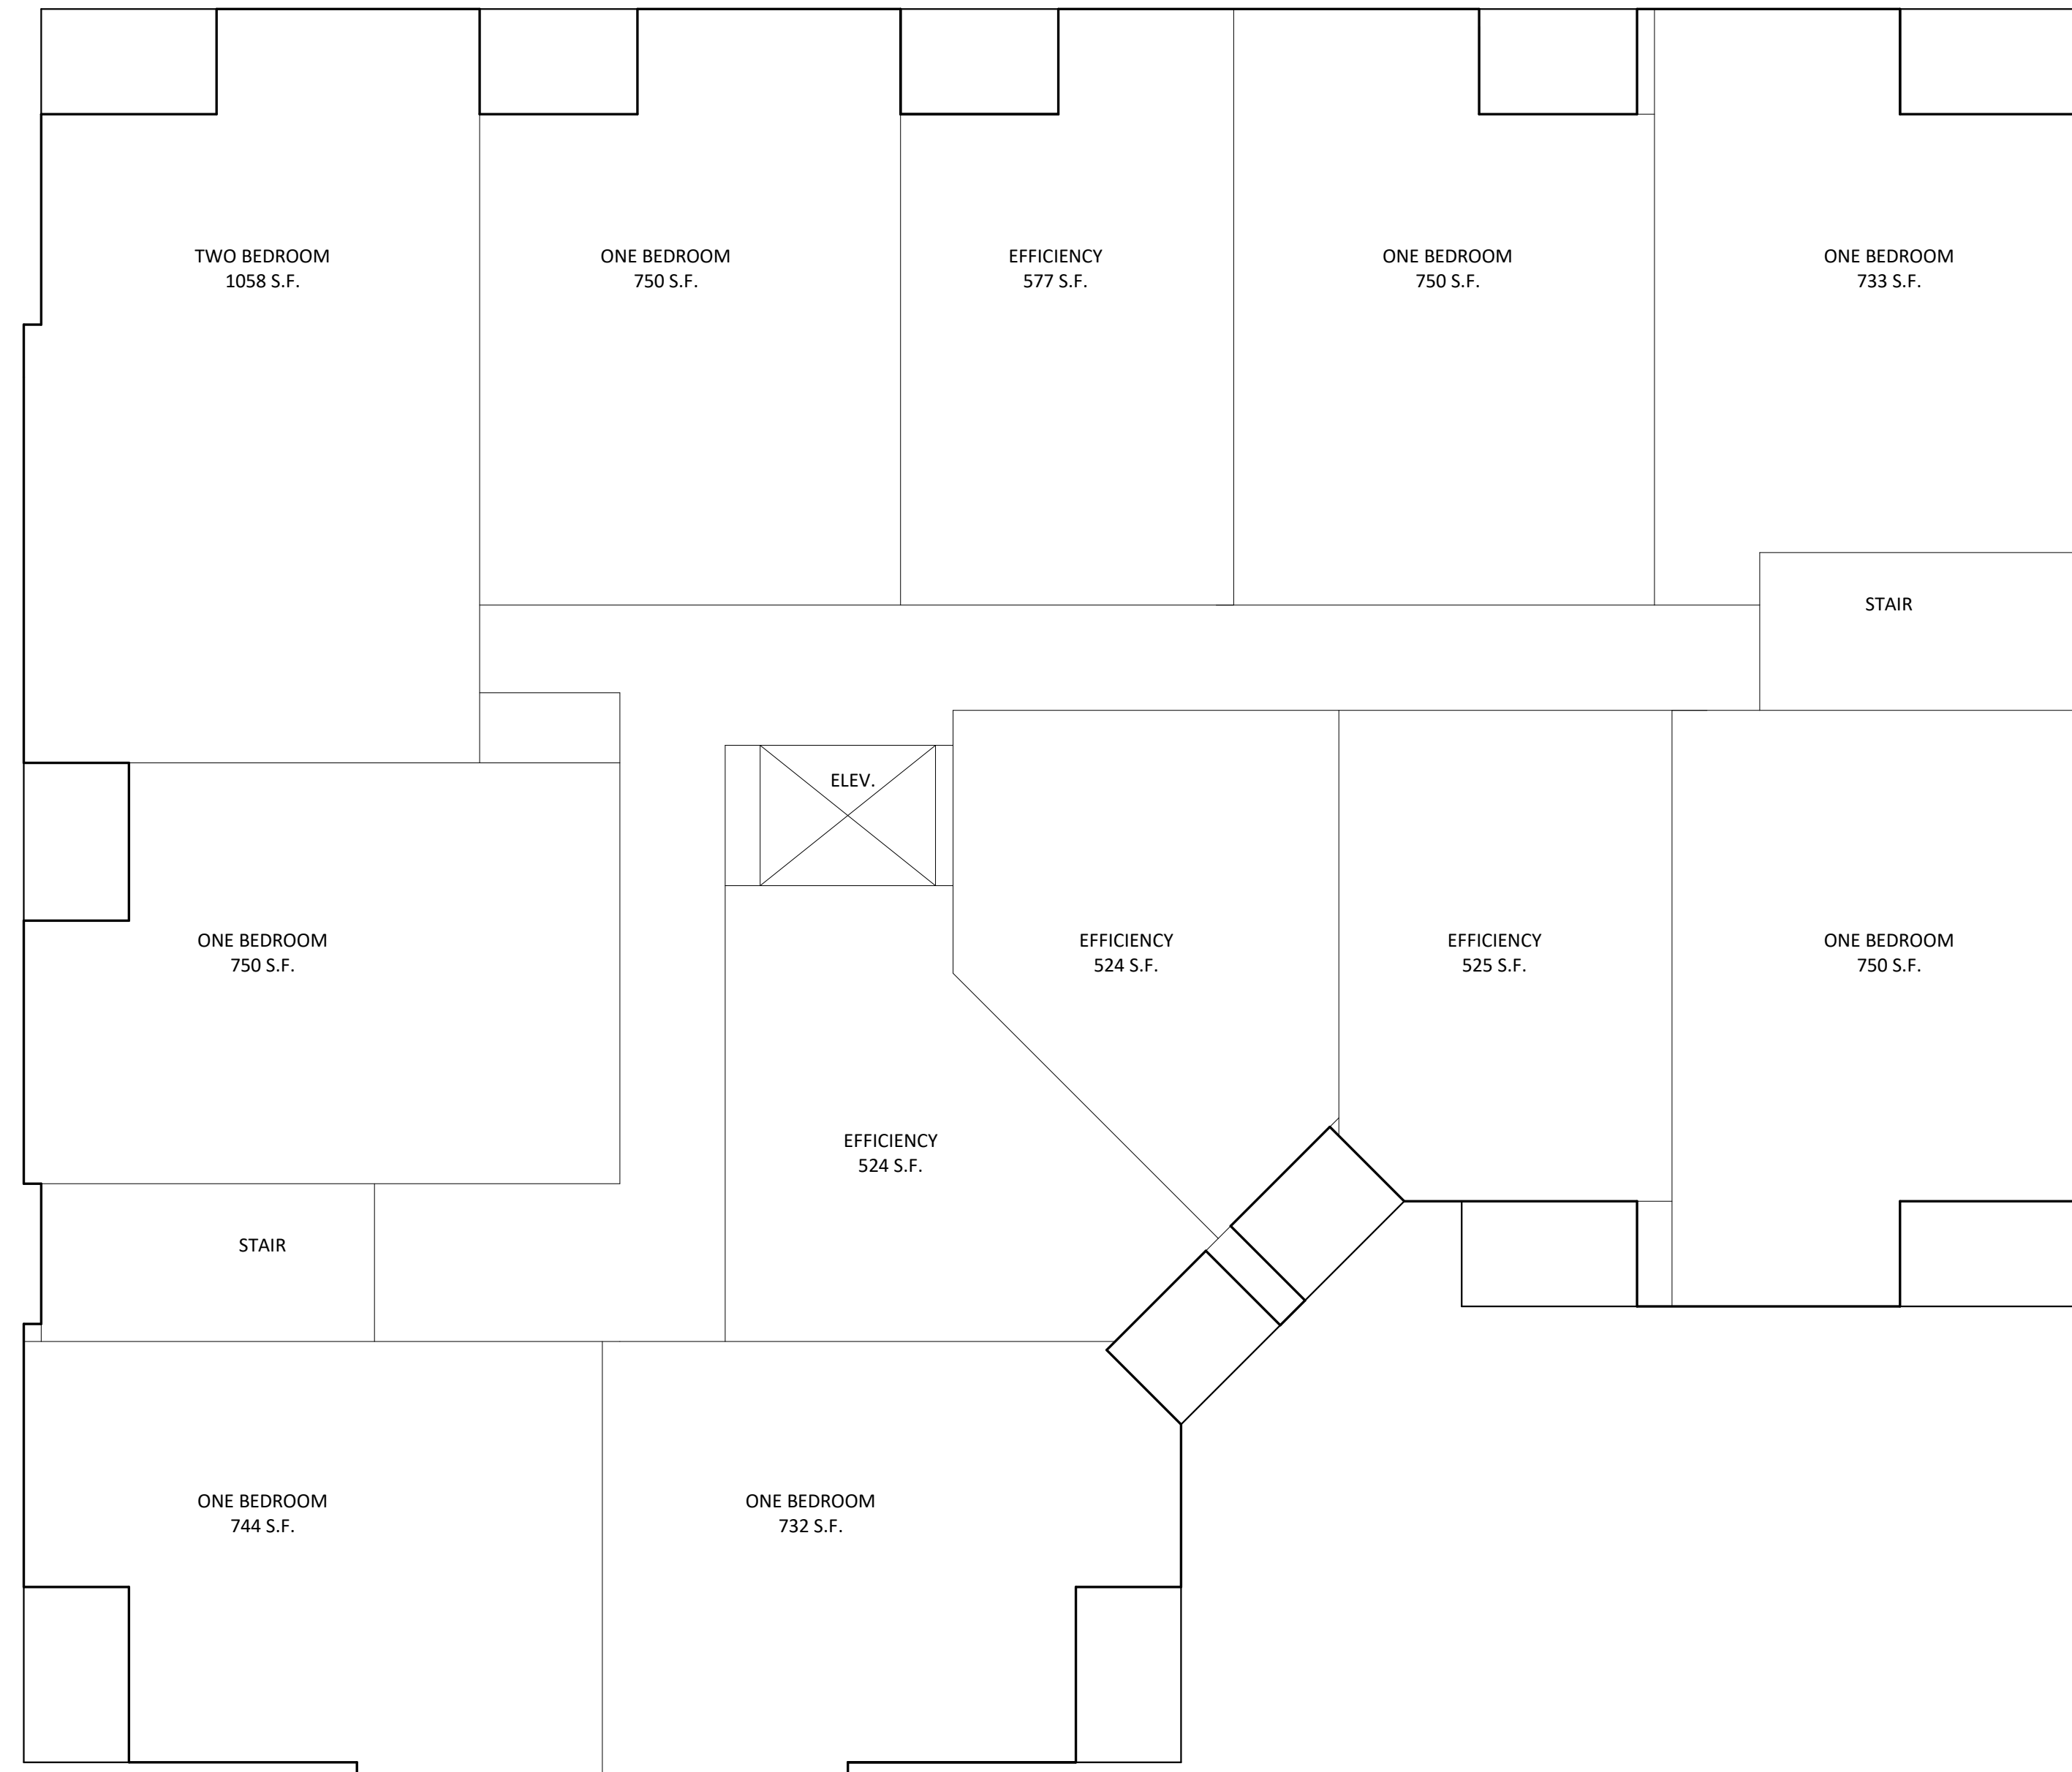 TWO BEDROOM
1058 S.F.
ONE BEDROOM
750 S.F.
EFFICIENCY
577 S.F.
ONE BEDROOM
750 S.F.
ONE BEDROOM
733 S.F.
STAIR
ELEV.
ONE BEDROOM
750 S.F.
EFFICIENCY
524 S.F.
EFFICIENCY
525 S.F.
ONE BEDROOM
750 S.F.
EFFICIENCY
524 S.F.
STAIR
ONE BEDROOM
744 S.F.
ONE BEDROOM
732 S.F.